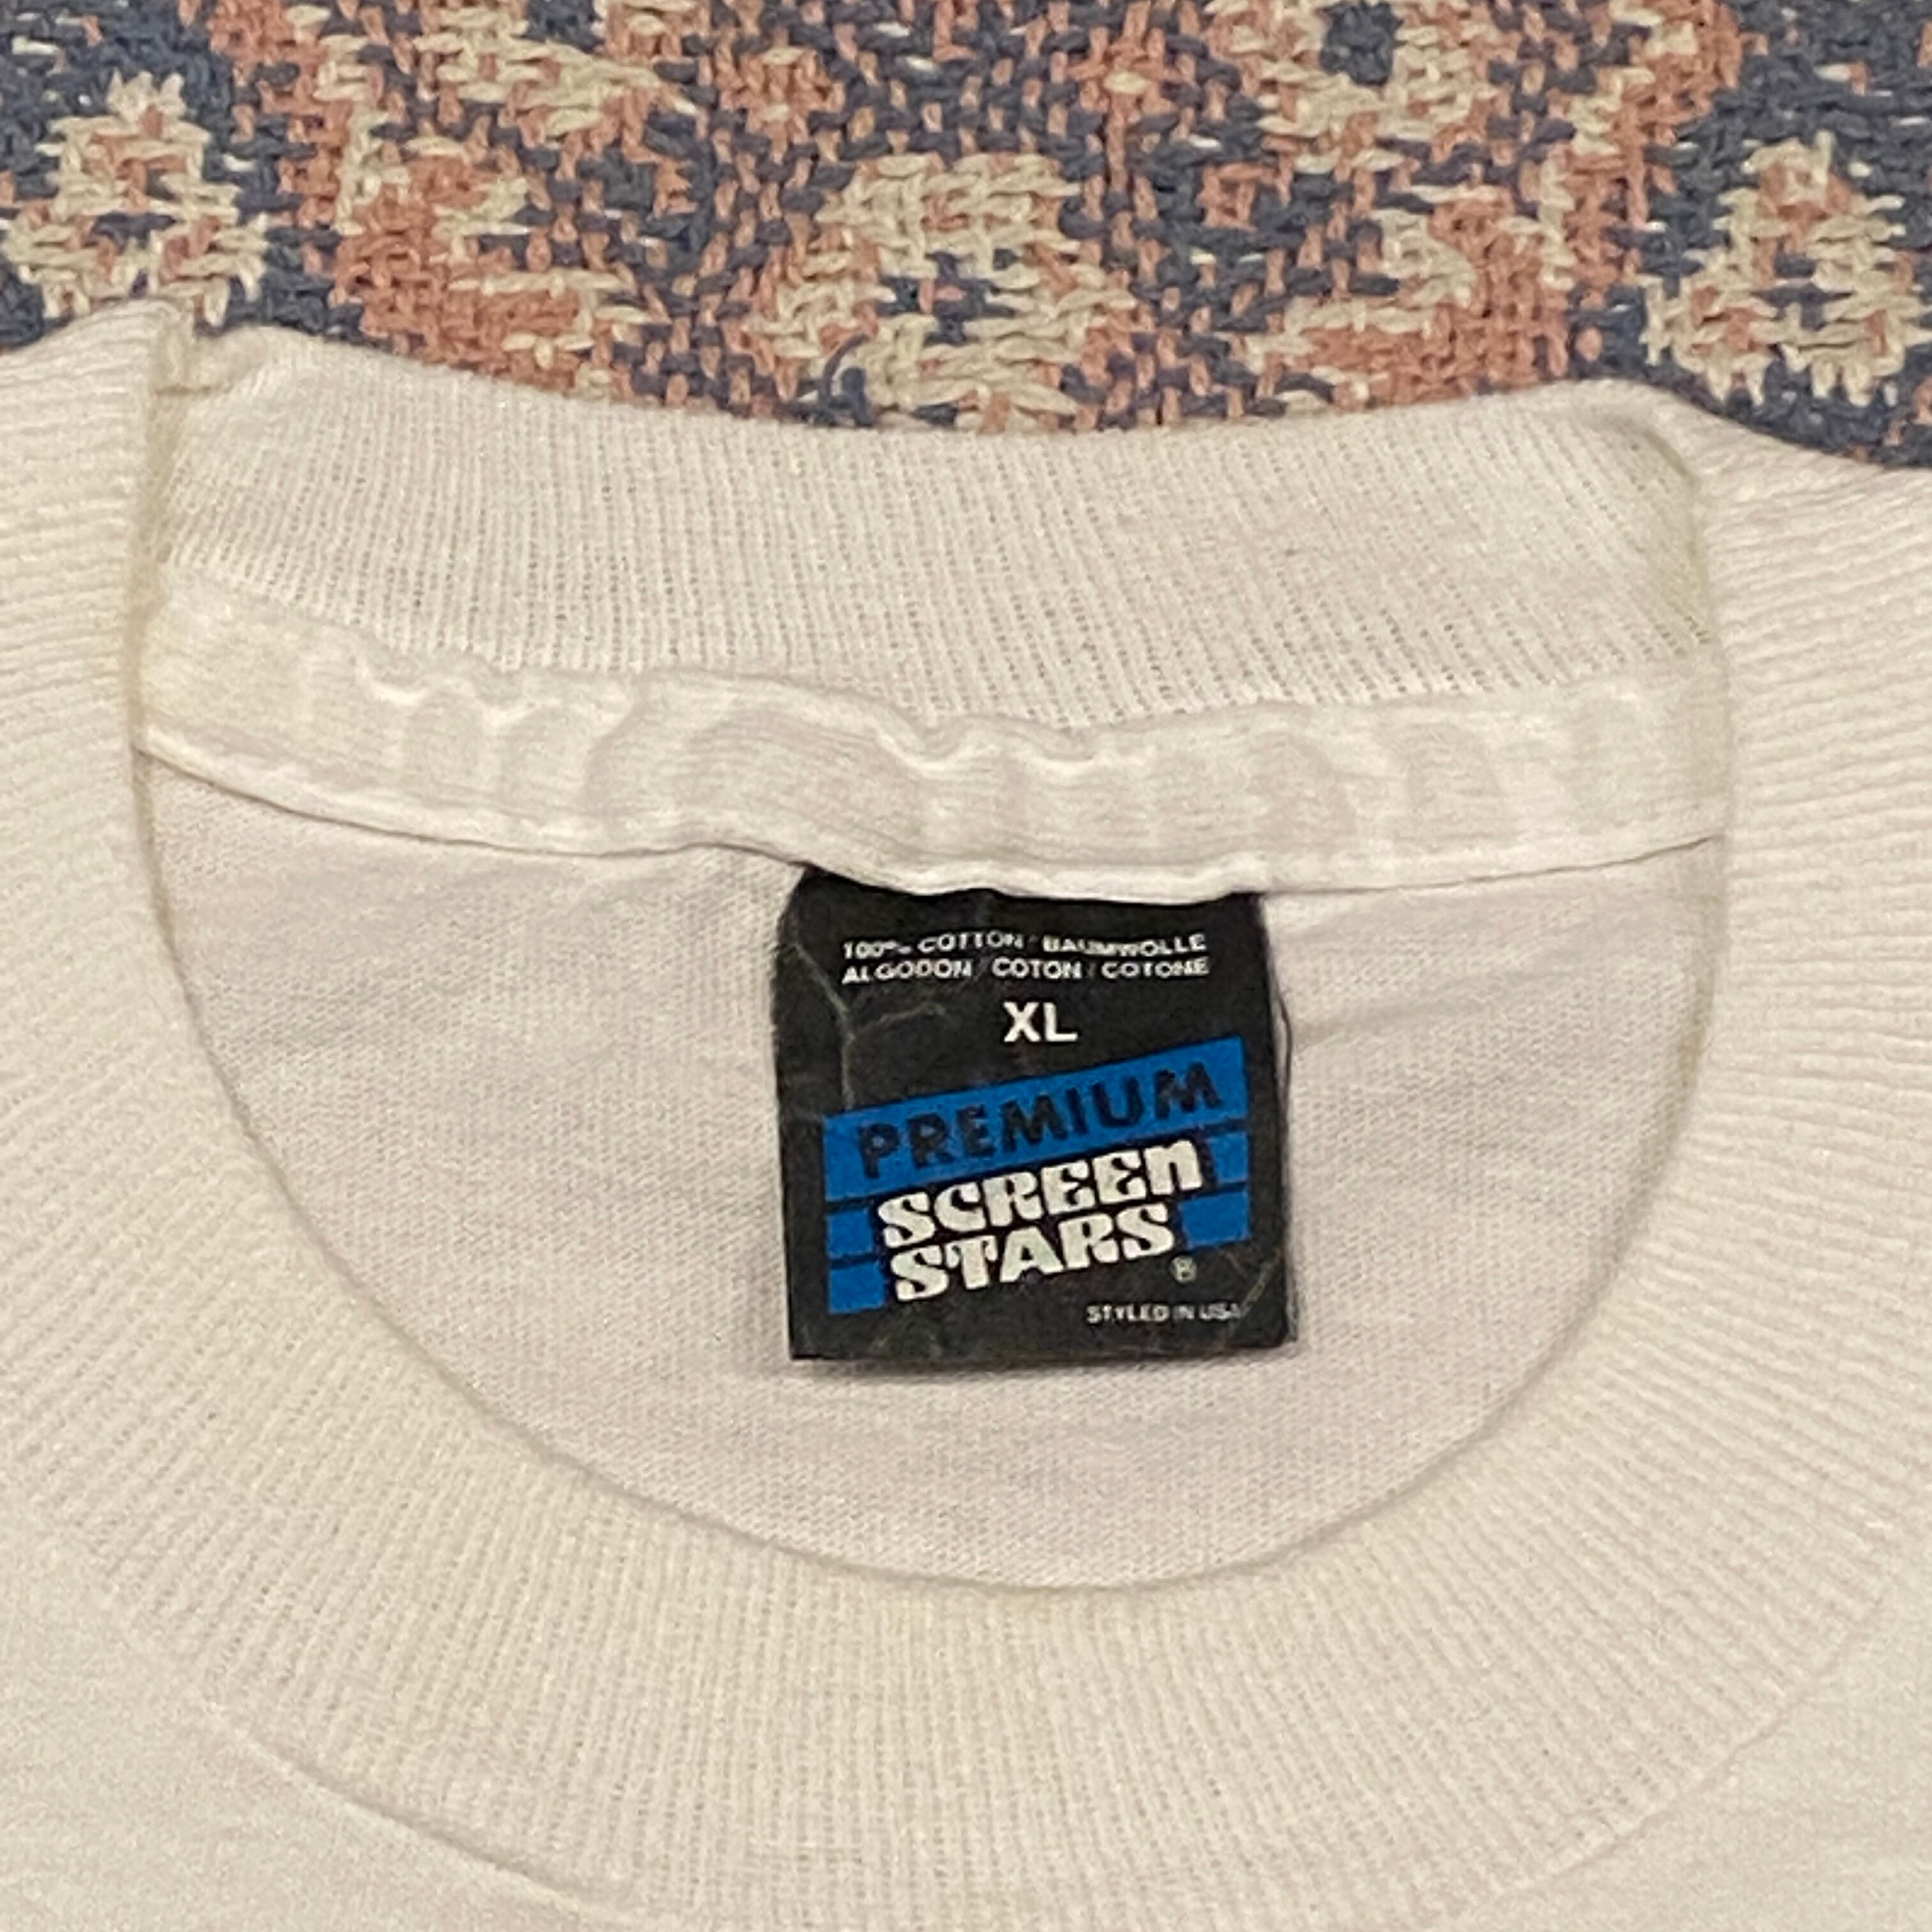 100% COTTON / BAUMWOLLE
ALGODON / COTON / COTONE
XL
PREMIUM
SCREEn
STARS
®
STYLED IN USA